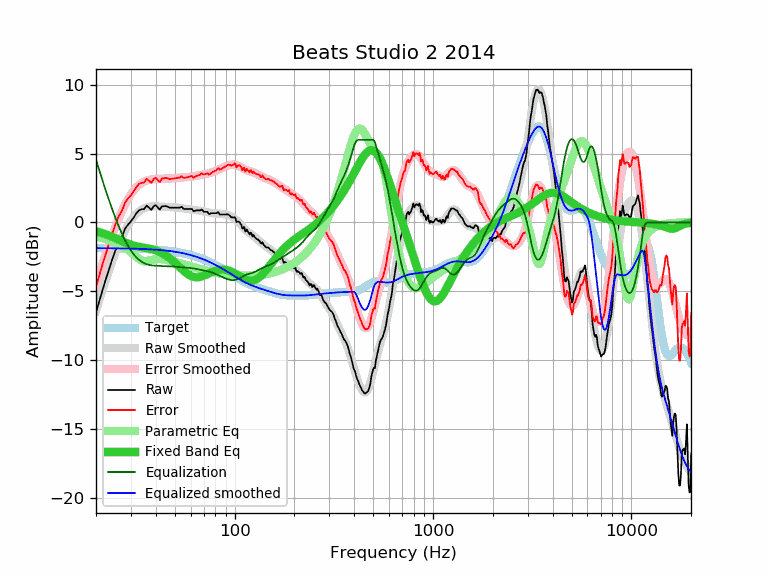 Beats Studio 2 2014
Amplitude (dBr)
10
5
0
−5
−10
−15
−20
Target
Raw Smoothed
Error Smoothed
Raw
Error
Parametric Eq
Fixed Band Eq
Equalization
Equalized smoothed
100
1000
10000
Frequency (Hz)